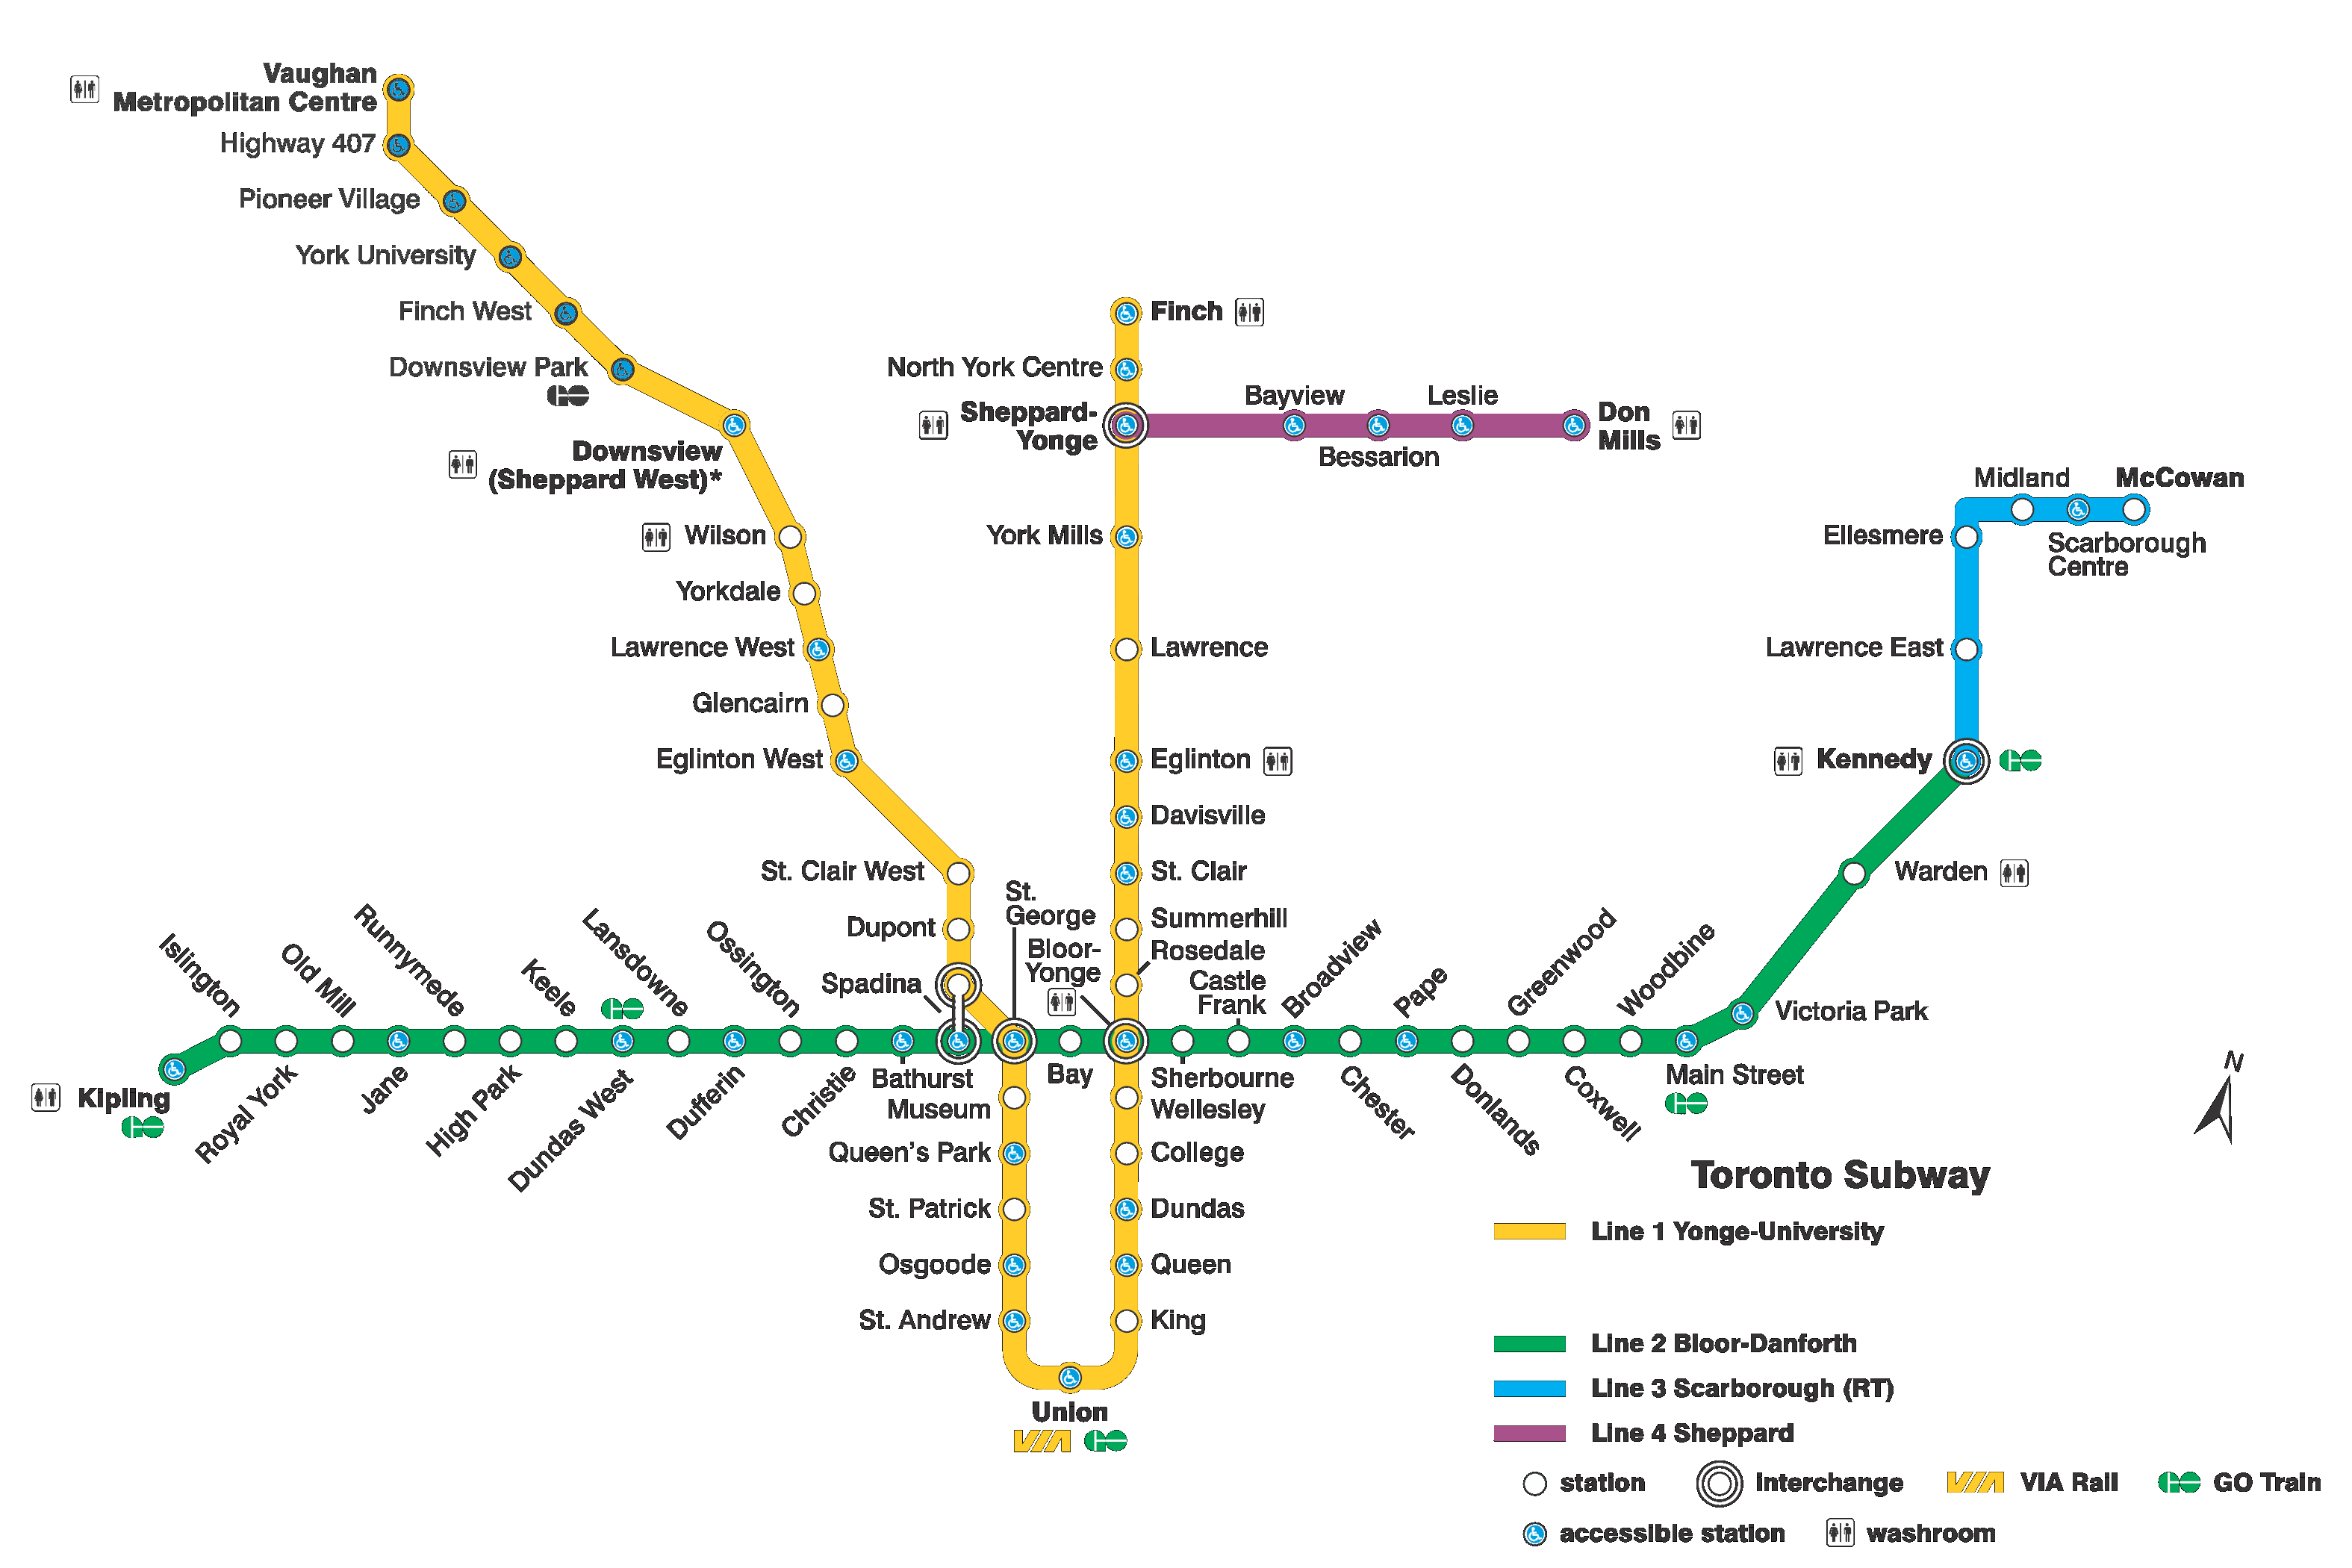 Vaughan
Metropolitan Centre
Highway 407
Pioneer Village
York University
Finch West
Downsview Park
Downsview
(Sheppard West)*
Wilson
Yorkdale
Lawrence West
Glencairn
Eglinton West
St. Clair West
Dupont
Spadina
St.
George
Bloor-
Yonge
Finch
North York Centre
Sheppard-
Yonge
Bayview
Leslie
Bessarion
Don
Mills
York Mills
Lawrence
Eglinton
Davisville
St. Clair
Summerhill
Rosedale
Castle
Frank
Midland
McCowan
Ellesmere
Scarborough
Centre
Lawrence East
Kennedy
Warden
Victoria Park
Islington
Old Mill
Runnymede
Keele
Lansdowne
Ossington
Broadview
Pape
Greenwood
Woodbine
Kipling
Royal York
Jane
High Park
Dundas West
Dufferin
Christie
Bathurst
Bay
Sherbourne
Chester
Donlands
Coxwell
Main Street
Museum
Queen's Park
St. Patrick
Osgoode
St. Andrew
Wellesley
College
Dundas
Queen
King
Union
VIA
N
Toronto Subway
Line 1 Yonge-University
Line 2 Bloor-Danforth
Line 3 Scarborough (RT)
Line 4 Sheppard
station
interchange
VIA
VIA Rail
GO
GO Train
accessible station
washroom